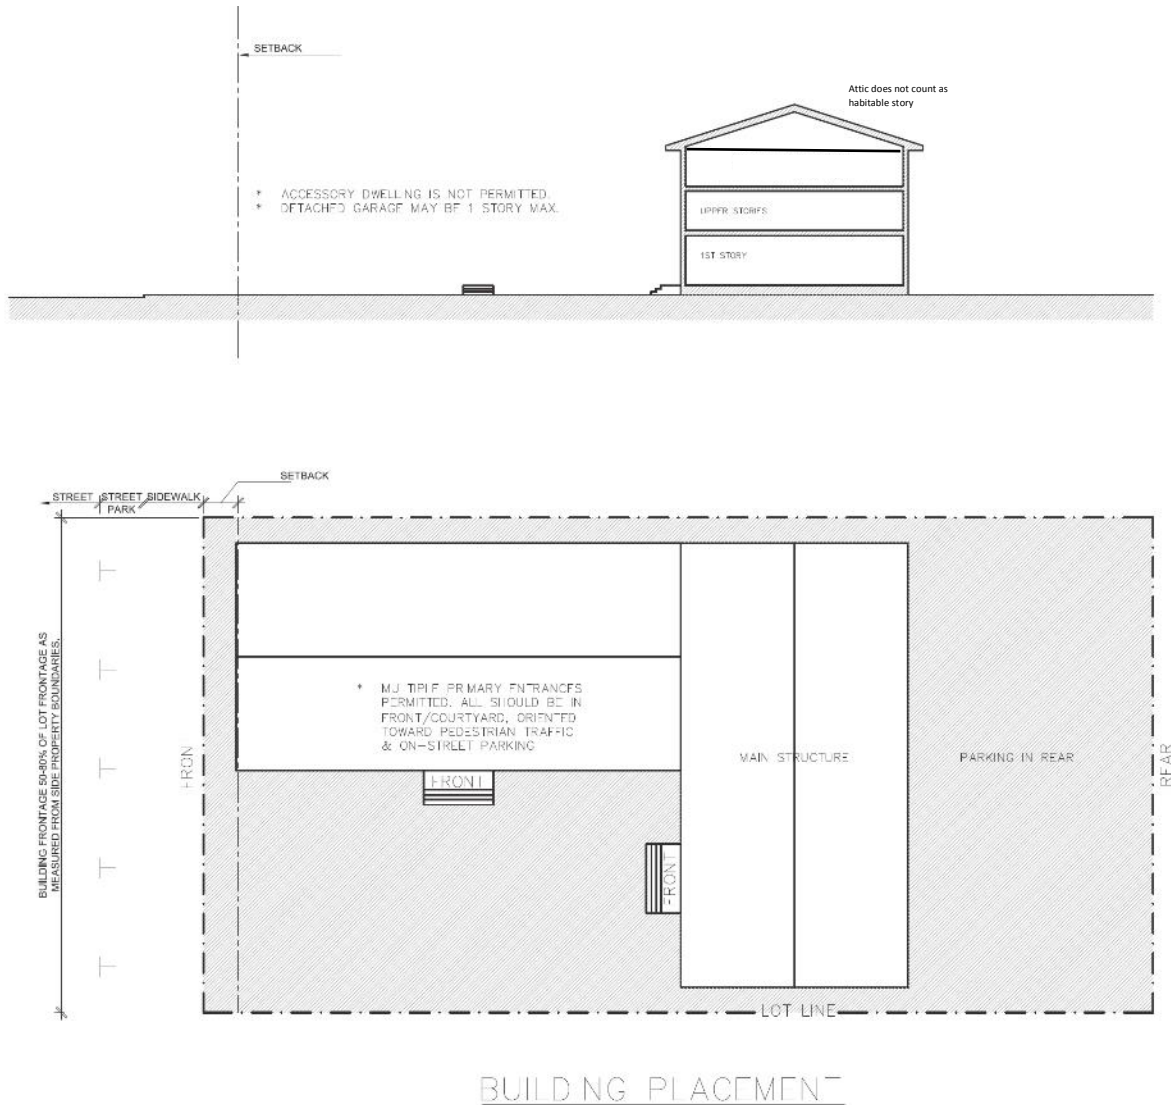 SETBACK
Attic does not count as
habitable story
* ACCESSORY DWELLING IS NOT PERMITTED.
* DETACHED GARAGE MAY BE 1 STORY MAX.
UPPER STORIES
1ST STORY
SETBACK
STREET STREET SIDEWALK
PARK
BUILDING FRONTAGE 50-80% OF LOT FRONTAGE AS
MEASURED FROM SIDE PROPERTY BOUNDARIES.
FRON
* MULTIPLE PRIMARY ENTRANCES
PERMITTED. ALL SHOULD BE IN
FRONT/COURTYARD, ORIENTED
TOWARD PEDESTRIAN TRAFFIC
& ON-STREET PARKING
FRONT
FRONT
MAIN STRUCTURE
PARKING IN REAR
REAR
LOT LINE
BUILDING PLACEMENT